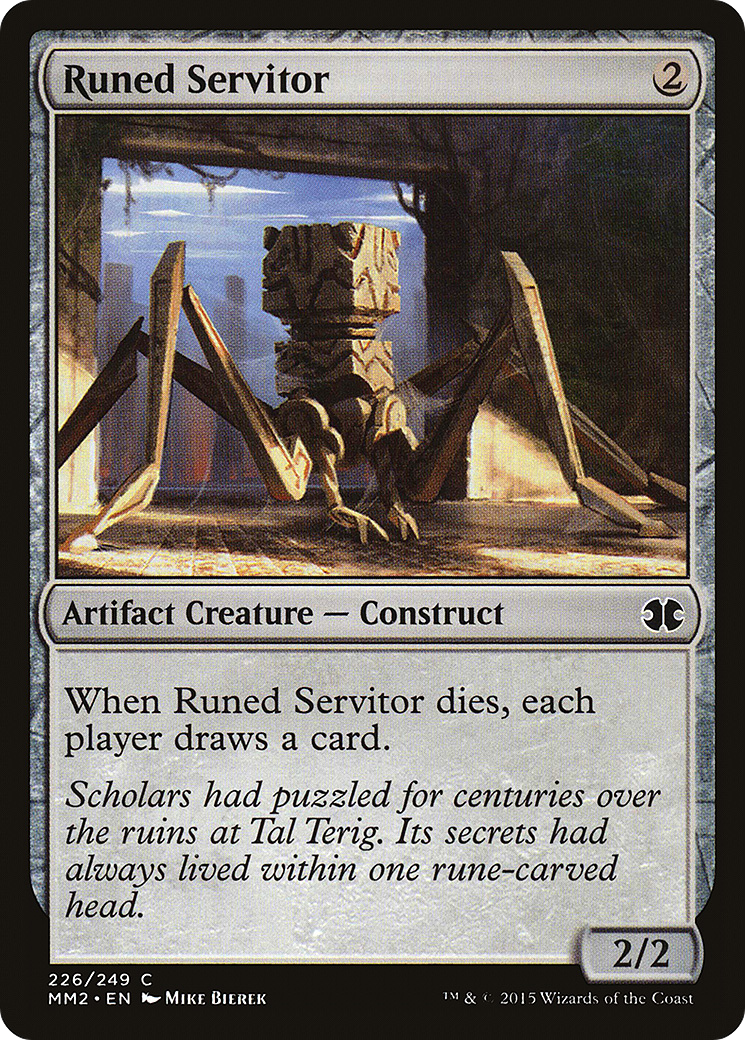 Runed Servitor 2
Artifact Creature — Construct
When Runed Servitor dies, each
player draws a card.
Scholars had puzzled for centuries over
the ruins at Tal Terig. Its secrets had
always lived within one rune-carved
head.
2/2
226/249 C
MM2 • EN Mike Bierek
™ & © 2015 Wizards of the Coast